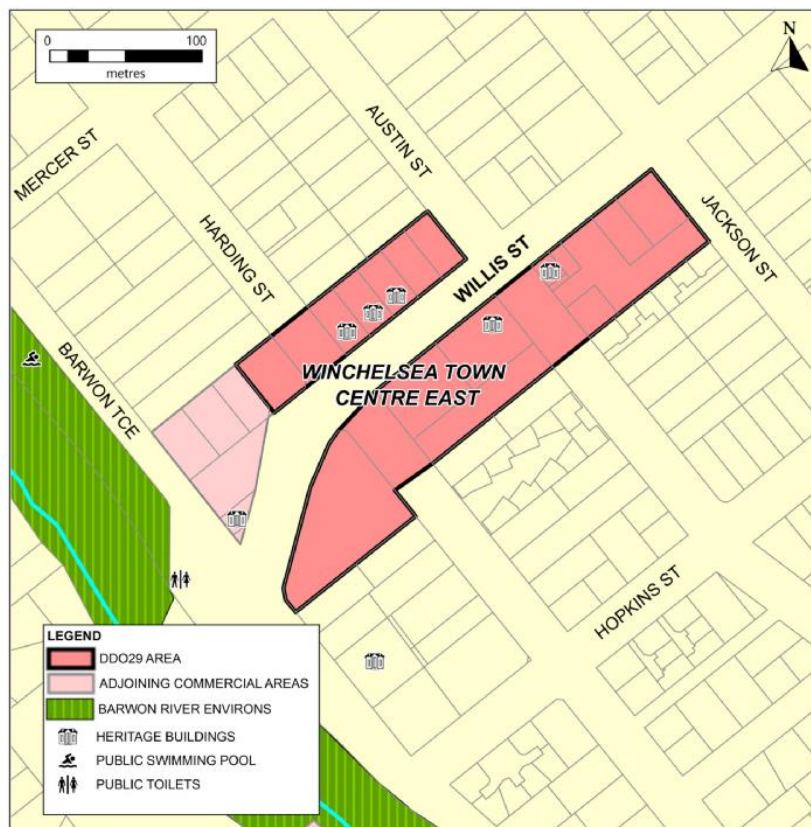 0 100
metres
N
MERCER ST
AUSTIN ST
HARDING ST
JACKSON ST
WILLIS ST
BARWON TCE
WINCHELSEA TOWN
CENTRE EAST
HOPKINS ST
LEGEND
DDO29 AREA
ADJOINING COMMERCIAL AREAS
BARWON RIVER ENVIRONS
HERITAGE BUILDINGS
PUBLIC SWIMMING POOL
PUBLIC TOILETS